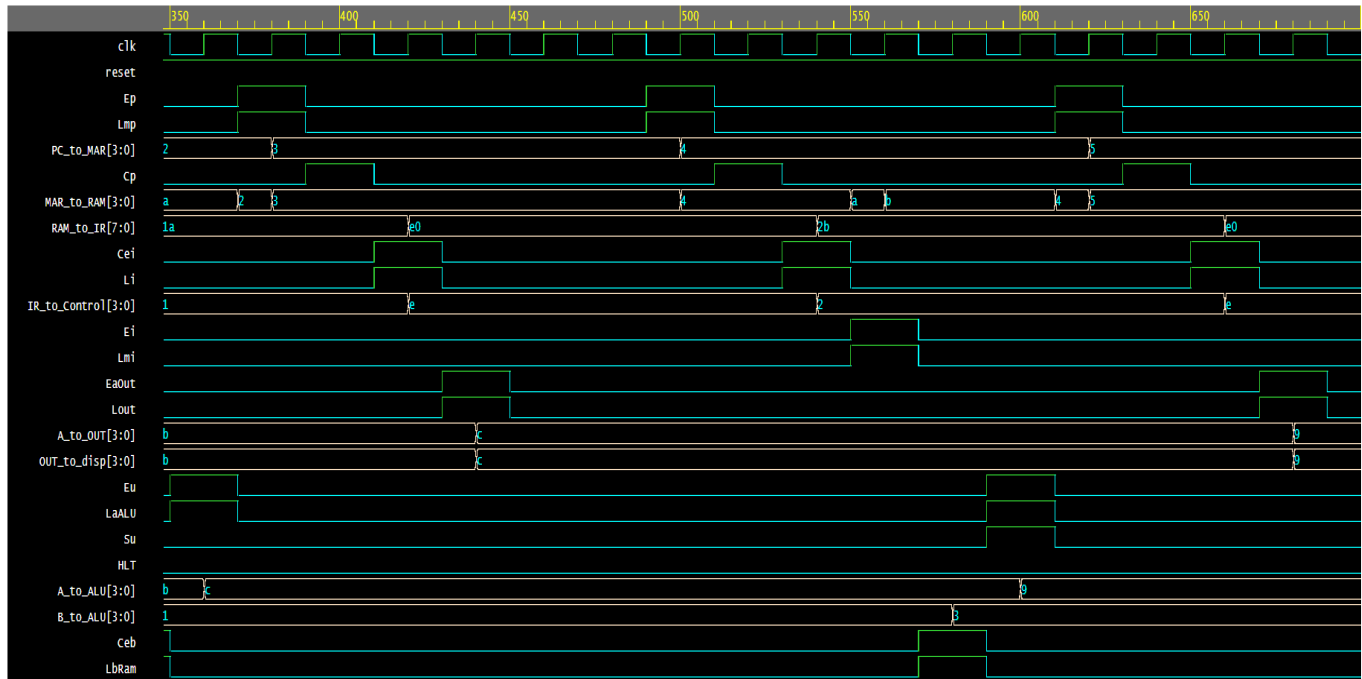 350 400 450 500 550 600 650
clk
reset
Ep
Lmp
PC_to_MAR[3:0] 2 3 4 5
Cp
MAR_to_RAM[3:0] a 2 3 4 a b 4 5
RAM_to_IR[7:0] 1a e0 2b e0
Cei
Li
IR_to_Control[3:0] 1 e 2 e
Ei
Lmi
EaOut
Lout
A_to_OUT[3:0] b c 9
OUT_to_disp[3:0] b c 9
Eu
LaALU
Su
HLT
A_to_ALU[3:0] b c 9
B_to_ALU[3:0] 1 3
Ceb
LbRam